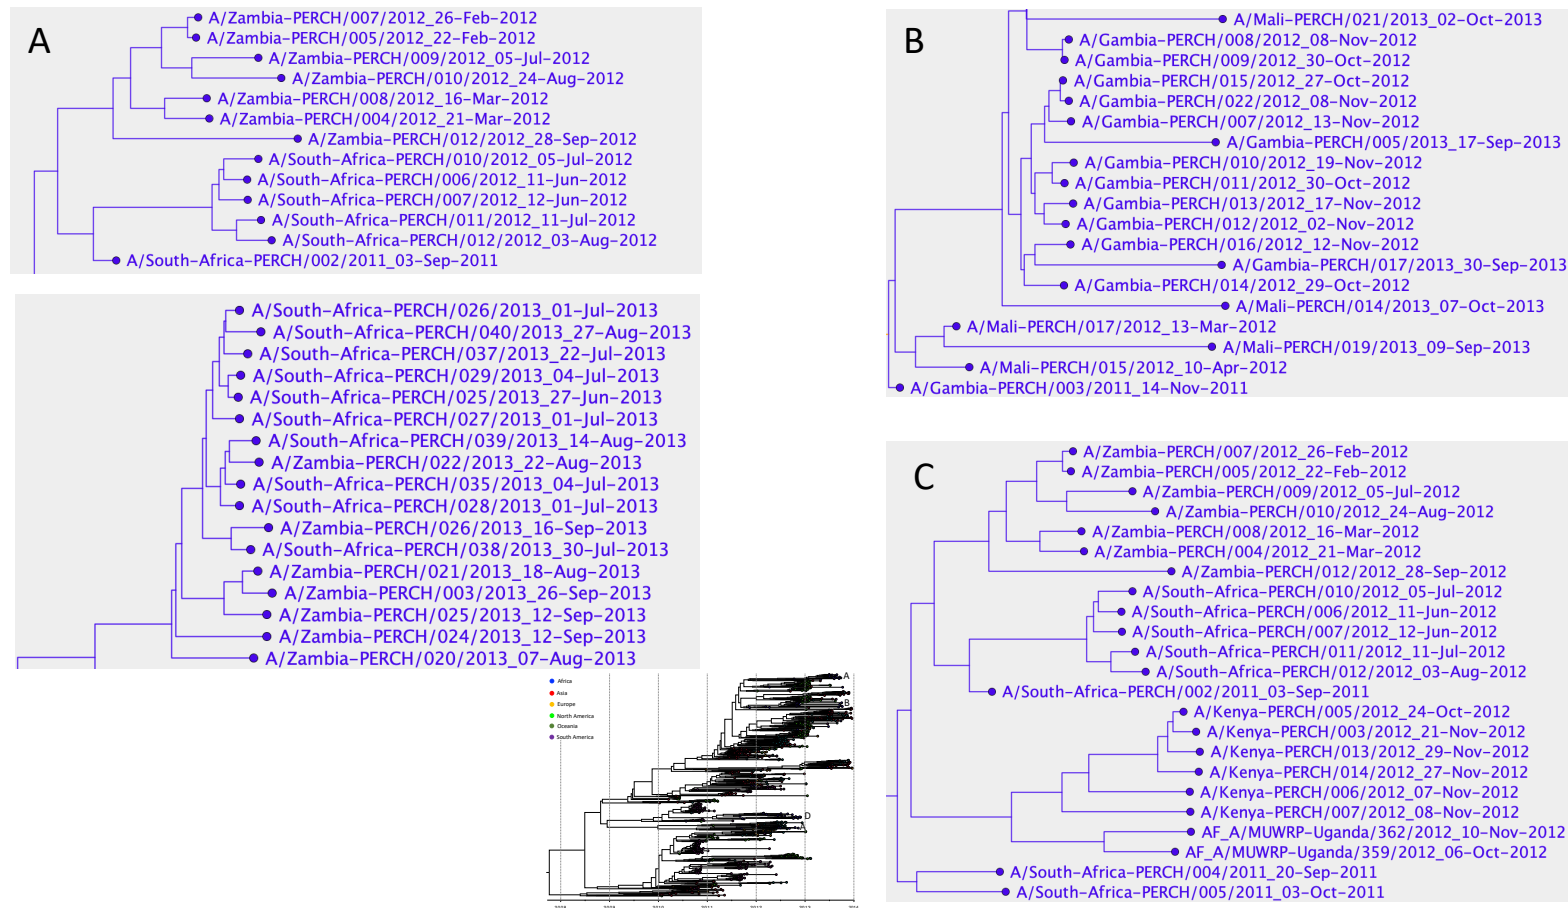 A
A/Zambia-PERCH/007/2012_26-Feb-2012
A/Zambia-PERCH/005/2012_22-Feb-2012
A/Zambia-PERCH/009/2012_05-Jul-2012
A/Zambia-PERCH/010/2012_24-Aug-2012
A/Zambia-PERCH/008/2012_16-Mar-2012
A/Zambia-PERCH/004/2012_21-Mar-2012
A/Zambia-PERCH/012/2012_28-Sep-2012
A/South-Africa-PERCH/010/2012_05-Jul-2012
A/South-Africa-PERCH/006/2012_11-Jun-2012
A/South-Africa-PERCH/007/2012_12-Jun-2012
A/South-Africa-PERCH/011/2012_11-Jul-2012
A/South-Africa-PERCH/012/2012_03-Aug-2012
A/South-Africa-PERCH/002/2011_03-Sep-2011
A/South-Africa-PERCH/026/2013_01-Jul-2013
A/South-Africa-PERCH/040/2013_27-Aug-2013
A/South-Africa-PERCH/037/2013_22-Jul-2013
A/South-Africa-PERCH/029/2013_04-Jul-2013
A/South-Africa-PERCH/025/2013_27-Jun-2013
A/South-Africa-PERCH/027/2013_01-Jul-2013
A/South-Africa-PERCH/039/2013_14-Aug-2013
A/Zambia-PERCH/022/2013_22-Aug-2013
A/South-Africa-PERCH/035/2013_04-Jul-2013
A/South-Africa-PERCH/028/2013_01-Jul-2013
A/Zambia-PERCH/026/2013_16-Sep-2013
A/South-Africa-PERCH/038/2013_30-Jul-2013
A/Zambia-PERCH/021/2013_18-Aug-2013
A/Zambia-PERCH/003/2013_26-Sep-2013
A/Zambia-PERCH/025/2013_12-Sep-2013
A/Zambia-PERCH/024/2013_12-Sep-2013
A/Zambia-PERCH/020/2013_07-Aug-2013
B
A/Mali-PERCH/021/2013_02-Oct-2013
A/Gambia-PERCH/008/2012_08-Nov-2012
A/Gambia-PERCH/009/2012_30-Oct-2012
A/Gambia-PERCH/015/2012_27-Oct-2012
A/Gambia-PERCH/022/2012_08-Nov-2012
A/Gambia-PERCH/007/2012_13-Nov-2012
A/Gambia-PERCH/005/2013_17-Sep-2013
A/Gambia-PERCH/010/2012_19-Nov-2012
A/Gambia-PERCH/011/2012_30-Oct-2012
A/Gambia-PERCH/013/2012_17-Nov-2012
A/Gambia-PERCH/012/2012_02-Nov-2012
A/Gambia-PERCH/016/2012_12-Nov-2012
A/Gambia-PERCH/017/2013_30-Sep-2013
A/Gambia-PERCH/014/2012_29-Oct-2012
A/Mali-PERCH/014/2013_07-Oct-2013
A/Mali-PERCH/017/2012_13-Mar-2012
A/Mali-PERCH/019/2013_09-Sep-2013
A/Mali-PERCH/015/2012_10-Apr-2012
A/Gambia-PERCH/003/2011_14-Nov-2011
C
A/Zambia-PERCH/007/2012_26-Feb-2012
A/Zambia-PERCH/005/2012_22-Feb-2012
A/Zambia-PERCH/009/2012_05-Jul-2012
A/Zambia-PERCH/010/2012_24-Aug-2012
A/Zambia-PERCH/008/2012_16-Mar-2012
A/Zambia-PERCH/004/2012_21-Mar-2012
A/Zambia-PERCH/012/2012_28-Sep-2012
A/South-Africa-PERCH/010/2012_05-Jul-2012
A/South-Africa-PERCH/006/2012_11-Jun-2012
A/South-Africa-PERCH/007/2012_12-Jun-2012
A/South-Africa-PERCH/011/2012_11-Jul-2012
A/South-Africa-PERCH/012/2012_03-Aug-2012
A/South-Africa-PERCH/002/2011_03-Sep-2011
A/Kenya-PERCH/005/2012_24-Oct-2012
A/Kenya-PERCH/003/2012_21-Nov-2012
A/Kenya-PERCH/013/2012_29-Nov-2012
A/Kenya-PERCH/014/2012_27-Nov-2012
A/Kenya-PERCH/006/2012_07-Nov-2012
A/Kenya-PERCH/007/2012_08-Nov-2012
AF_A/MUWRP-Uganda/362/2012_10-Nov-2012
AF_A/MUWRP-Uganda/359/2012_06-Oct-2012
A/South-Africa-PERCH/004/2011_20-Sep-2011
A/South-Africa-PERCH/005/2011_03-Oct-2011
Africa
Asia
Europe
North America
Oceania
South America
A
B
D